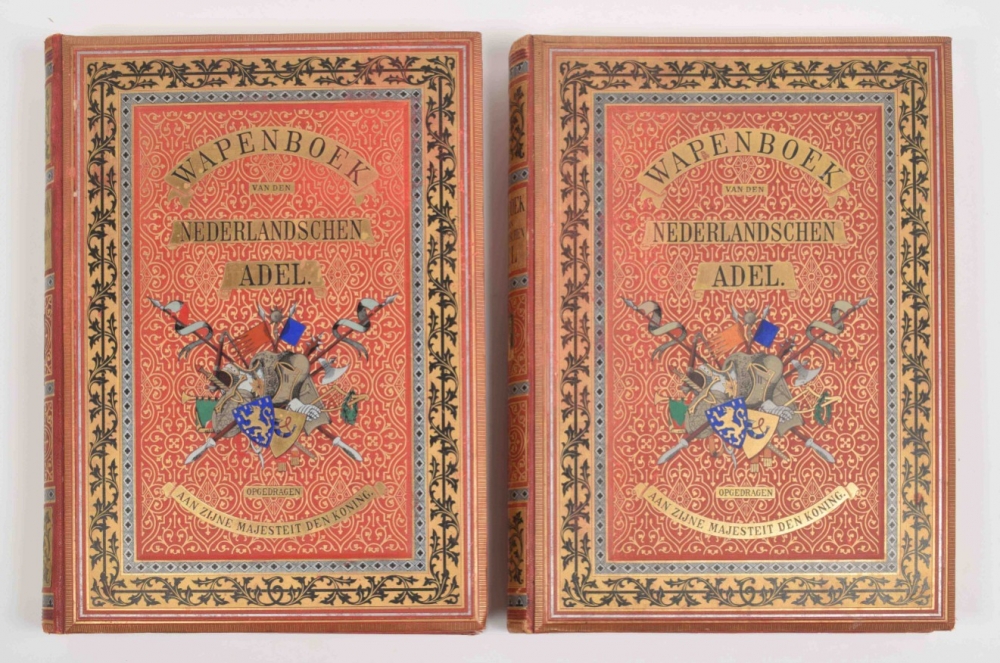 WAPENBOEK
VAN DEN
NEDERLANDSCHEN
ADEL.
OPGEDRAGEN
AAN ZIJNE MAJESTEIT DEN KONING.
WAPENBOEK
VAN DEN
NEDERLANDSCHEN
ADEL.
OPGEDRAGEN
AAN ZIJNE MAJESTEIT DEN KONING.